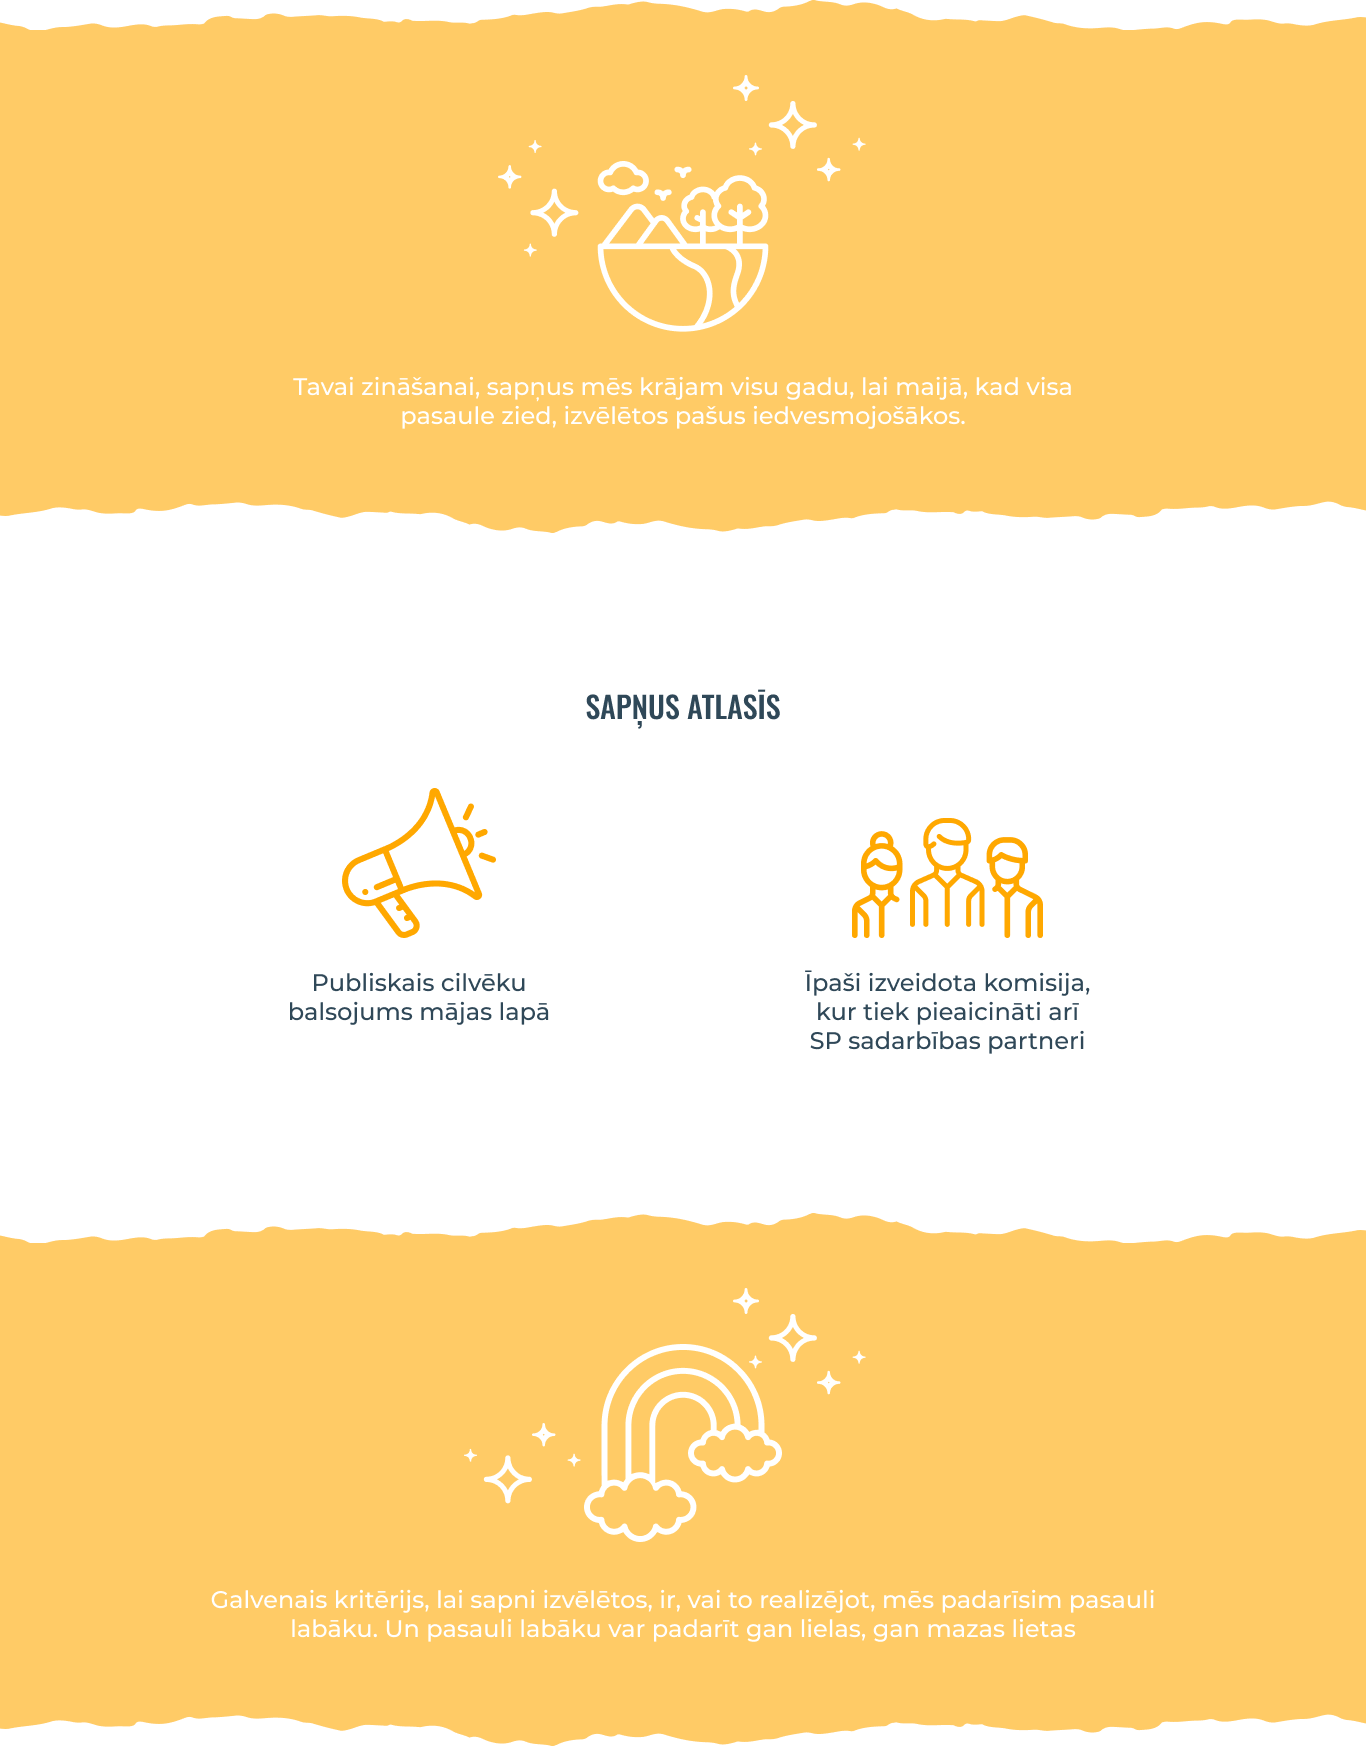 Tavai zināšanai, sapņus mēs krājam visu gadu, lai maijā, kad visa
pasaule zied, izvēlētos pašus iedvesmojošākos.
SAPŅUS ATLASĪS
Publiskais cilvēku
balsojums mājas lapā
Īpaši izveidota komisija,
kur tiek pieaicināti arī
SP sadarbības partneri
Galvenais kritērijs, lai sapni izvēlētos, ir, vai to realizējot, mēs padarīsim pasauli
labāku. Un pasauli labāku var padarīt gan lielas, gan mazas lietas